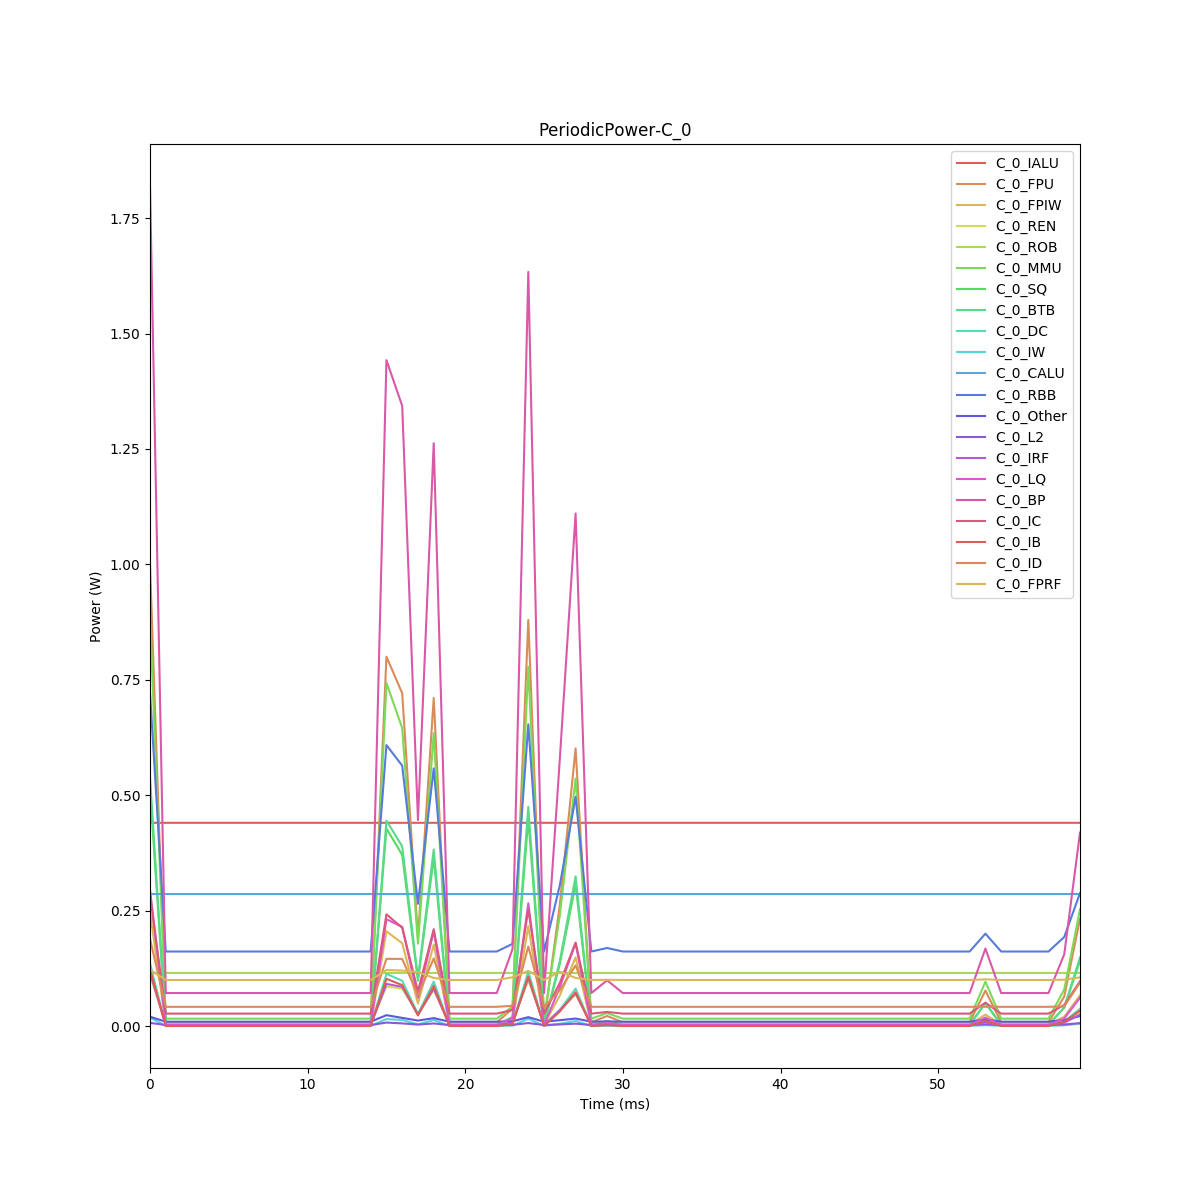 PeriodicPower-C_0
C_0_IALU
C_0_FPU
C_0_FPIW
C_0_REN
C_0_ROB
C_0_MMU
C_0_SQ
C_0_BTB
C_0_DC
C_0_IW
C_0_CALU
C_0_RBB
C_0_Other
C_0_L2
C_0_IRF
C_0_LQ
C_0_BP
C_0_IC
C_0_IB
C_0_ID
C_0_FPRF
Power (W)
1.75
1.50
1.25
1.00
0.75
0.50
0.25
0.00
0 10 20 30 40 50
Time (ms)